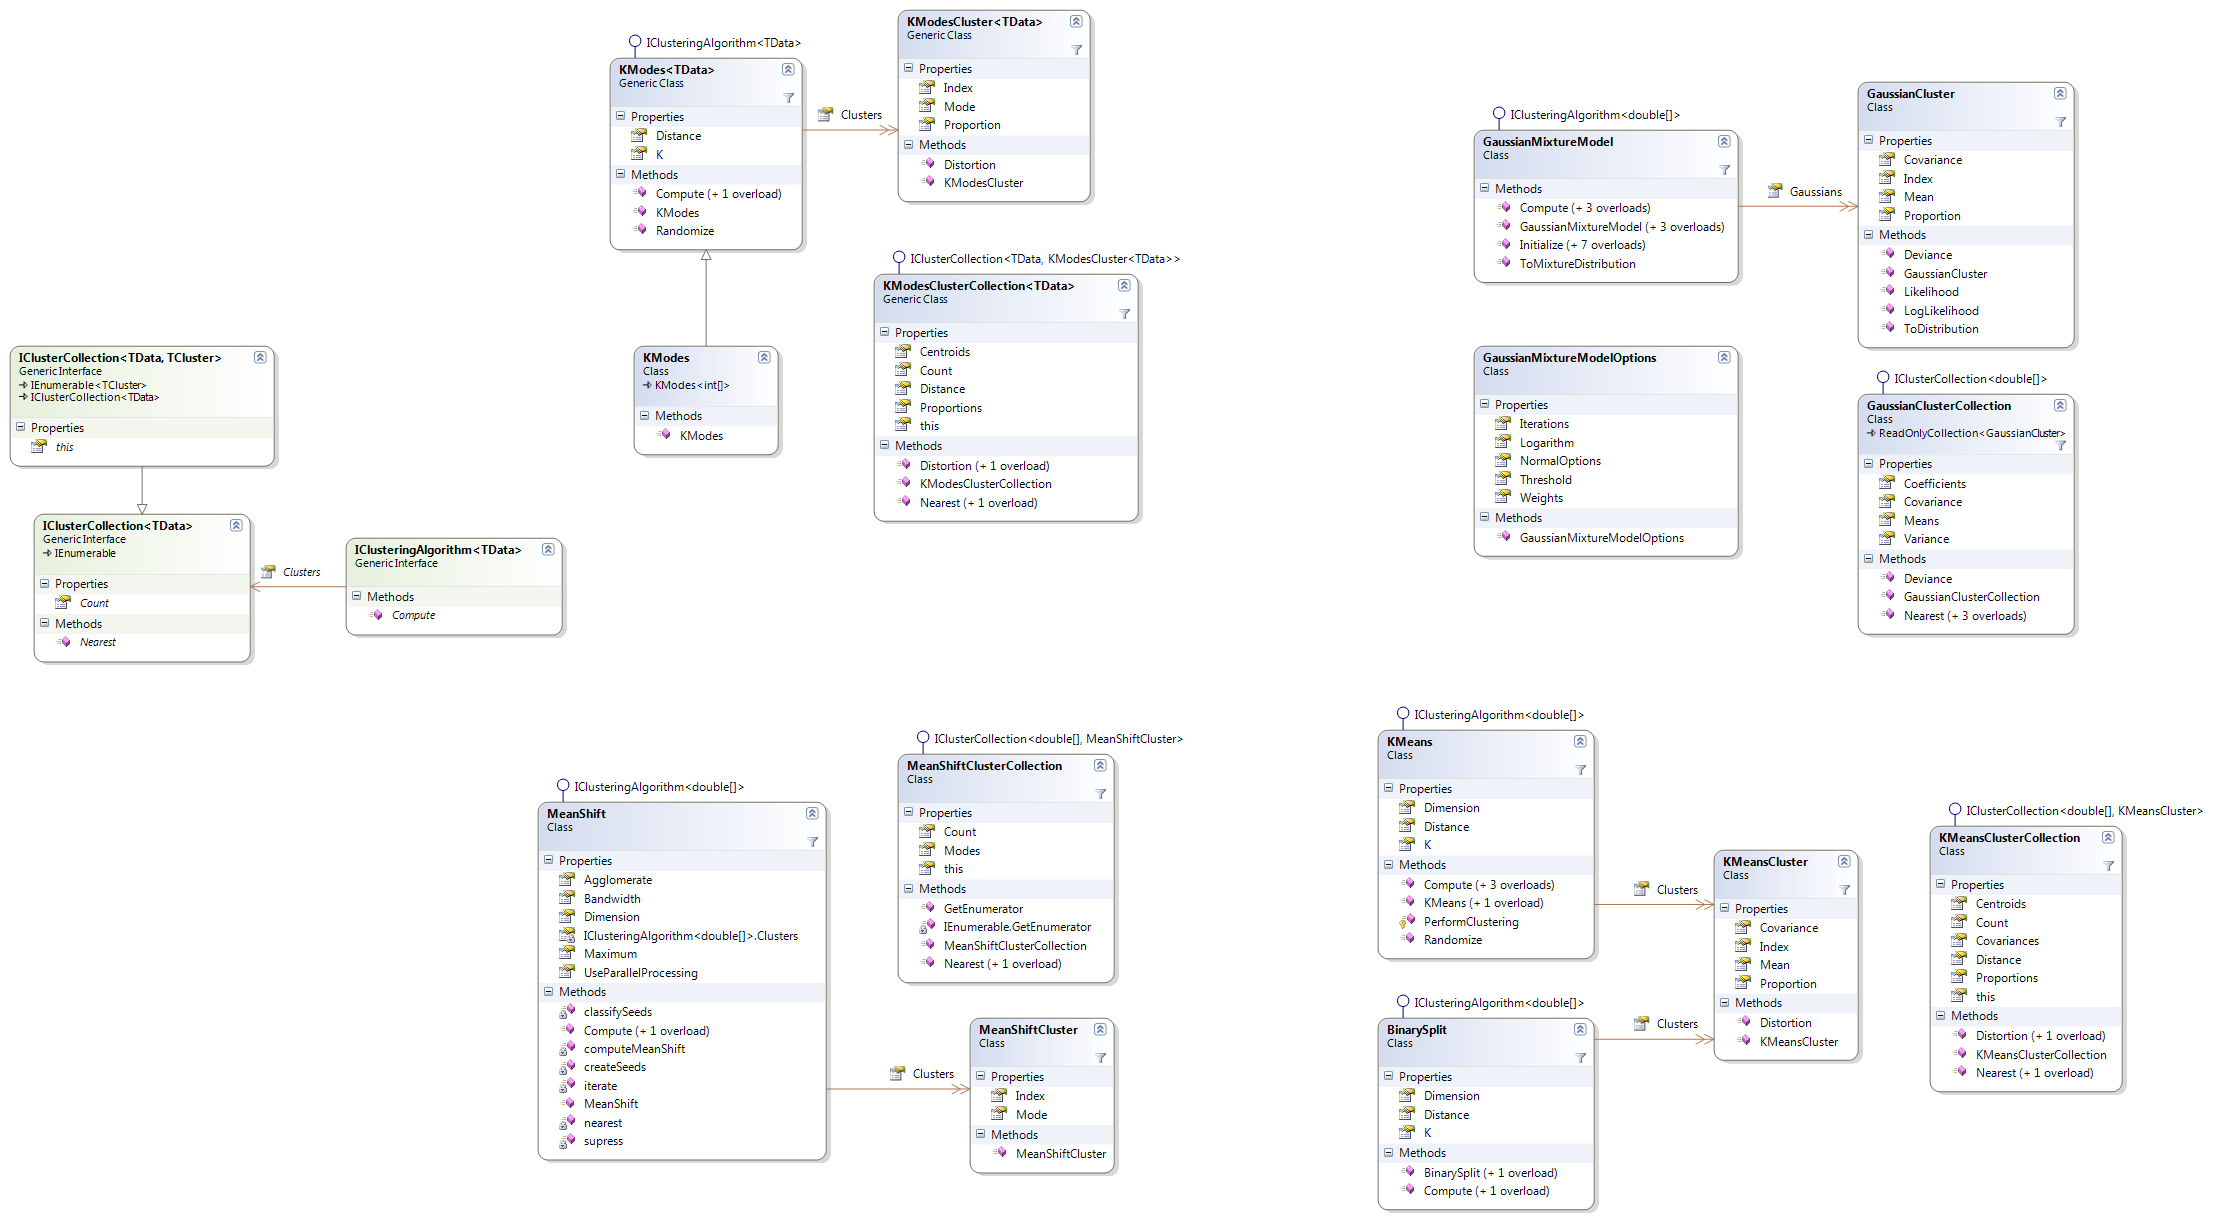 IClusterCollection<TData, TCluster>
Generic Interface
IEnumerable<TCluster>
IClusterCollection<TData>
Properties
this
IClusterCollection<TData>
Generic Interface
IEnumerable
Properties
Count
Methods
Nearest
Clusters
IClusteringAlgorithm<TData>
Generic Interface
Methods
Compute
IClusteringAlgorithm<TData>
KModes<TData>
Generic Class
Properties
Distance
K
Methods
Compute (+ 1 overload)
KModes
Randomize
Clusters
KModesCluster<TData>
Generic Class
Properties
Index
Mode
Proportion
Methods
Distortion
KModesCluster
KModes
Class
KModes<int[]>
Methods
KModes
IClusterCollection<TData, KModesCluster<TData>>
KModesClusterCollection<TData>
Generic Class
Properties
Centroids
Count
Distance
Proportions
this
Methods
Distortion (+ 1 overload)
KModesClusterCollection
Nearest (+ 1 overload)
IClusteringAlgorithm<double[]>
GaussianMixtureModel
Class
Methods
Compute (+ 3 overloads)
GaussianMixtureModel (+ 3 overloads)
Initialize (+ 7 overloads)
ToMixtureDistribution
Gaussians
GaussianCluster
Class
Properties
Covariance
Index
Mean
Proportion
Methods
Deviance
GaussianCluster
Likelihood
LogLikelihood
ToDistribution
GaussianMixtureModelOptions
Class
Properties
Iterations
Logarithm
NormalOptions
Threshold
Weights
Methods
GaussianMixtureModelOptions
IClusterCollection<double[]>
GaussianClusterCollection
Class
ReadOnlyCollection<GaussianCluster>
Properties
Coefficients
Covariance
Means
Variance
Methods
Deviance
GaussianClusterCollection
Nearest (+ 3 overloads)
IClusteringAlgorithm<double[]>
MeanShift
Class
Properties
Agglomerate
Bandwidth
Dimension
IClusteringAlgorithm<double[]>.Clusters
Maximum
UseParallelProcessing
Methods
classifySeeds
Compute (+ 1 overload)
computeMeanShift
createSeeds
iterate
MeanShift
nearest
supress
IClusterCollection<double[], MeanShiftCluster>
MeanShiftClusterCollection
Class
Properties
Count
Modes
this
Methods
GetEnumerator
IEnumerable.GetEnumerator
MeanShiftClusterCollection
Nearest (+ 1 overload)
Clusters
MeanShiftCluster
Class
Properties
Index
Mode
Methods
MeanShiftCluster
IClusteringAlgorithm<double[]>
KMeans
Class
Properties
Dimension
Distance
K
Methods
Compute (+ 3 overloads)
KMeans (+ 1 overload)
PerformClustering
Randomize
Clusters
IClusteringAlgorithm<double[]>
BinarySplit
Class
Properties
Dimension
Distance
K
Methods
BinarySplit (+ 1 overload)
Compute (+ 1 overload)
Clusters
KMeansCluster
Class
Properties
Covariance
Index
Mean
Proportion
Methods
Distortion
KMeansCluster
IClusterCollection<double[], KMeansCluster>
KMeansClusterCollection
Class
Properties
Centroids
Count
Covariances
Distance
Proportions
this
Methods
Distortion (+ 1 overload)
KMeansClusterCollection
Nearest (+ 1 overload)